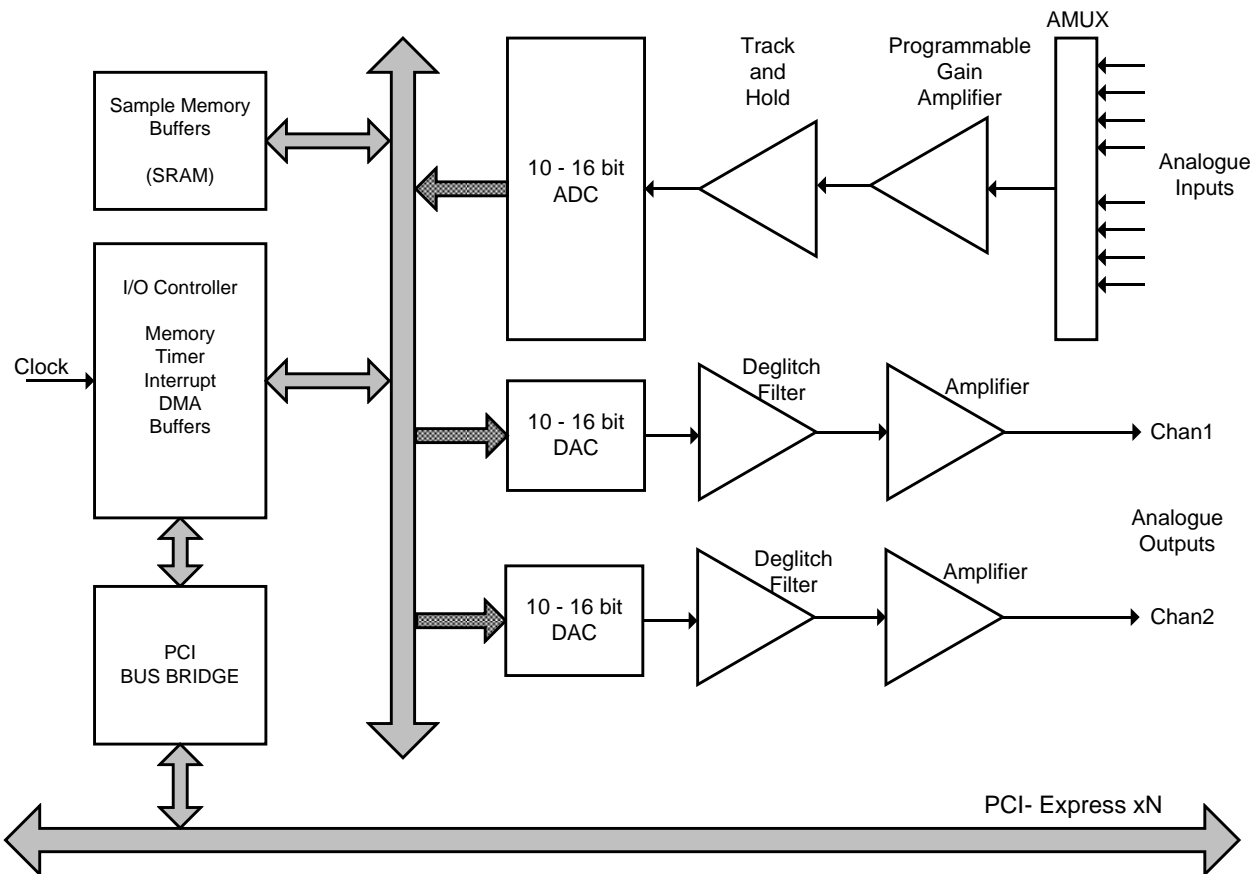 AMUX
Track
and
Hold
Programmable
Gain
Amplifier
Sample Memory
Buffers
(SRAM)
10 - 16 bit
ADC
Analogue
Inputs
I/O Controller
Memory
Timer
Interrupt
DMA
Buffers
Clock
Deglitch
Filter
Amplifier
10 - 16 bit
DAC
Chan1
Analogue
Outputs
Deglitch
Filter
Amplifier
10 - 16 bit
DAC
Chan2
PCI
BUS BRIDGE
PCI- Express xN